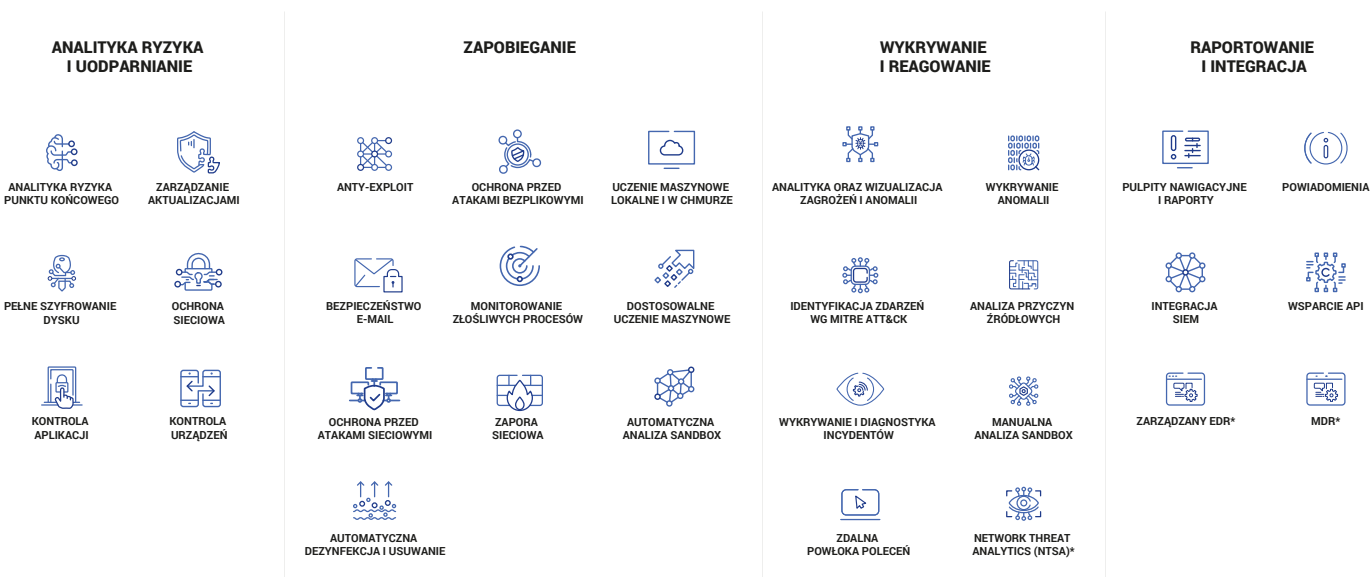 ANALITYKA RYZYKA
I UODPARNIANIE
ANALITYKA RYZYKA
PUNKTU KOŃCOWEGO
ZARZĄDZANIE
AKTUALIZACJAMI
PEŁNE SZYFROWANIE
DYSKU
OCHRONA
SIECIOWA
KONTROLA
APLIKACJI
KONTROLA
URZĄDZEŃ
ZAPOBIEGANIE
ANTY-EXPLOIT
OCHRONA PRZED
ATAKAMI BEZPLIKOWYMI
UCZENIE MASZYNOWE
LOKALNE I W CHMURZE
BEZPIECZEŃSTWO
E-MAIL
MONITOROWANIE
ZŁOŚLIWYCH PROCESÓW
DOSTOSOWALNE
UCZENIE MASZYNOWE
OCHRONA PRZED
ATAKAMI SIECIOWYMI
ZAPORA
SIECIOWA
AUTOMATYCZNA
ANALIZA SANDBOX
AUTOMATYCZNA
DEZYNFEKCJA I USUWANIE
WYKRYWANIE
I REAGOWANIE
ANALITYKA ORAZ WIZUALIZACJA
ZAGROŻEŃ I ANOMALII
WYKRYWANIE
ANOMALII
IDENTYFIKACJA ZDARZEŃ
WG MITRE ATT&CK
ANALIZA PRZYCZYN
ŹRÓDŁOWYCH
WYKRYWANIE I DIAGNOSTYKA
INCYDENTÓW
MANUALNA
ANALIZA SANDBOX
ZDALNA
POWŁOKA POLECEŃ
NETWORK THREAT
ANALYTICS (NTSA)*
RAPORTOWANIE
I INTEGRACJA
PULPITY NAWIGACYJNE
I RAPORTY
POWIADOMIENIA
INTEGRACJA
SIEM
WSPARCIE API
ZARZĄDZANY EDR*
MDR*